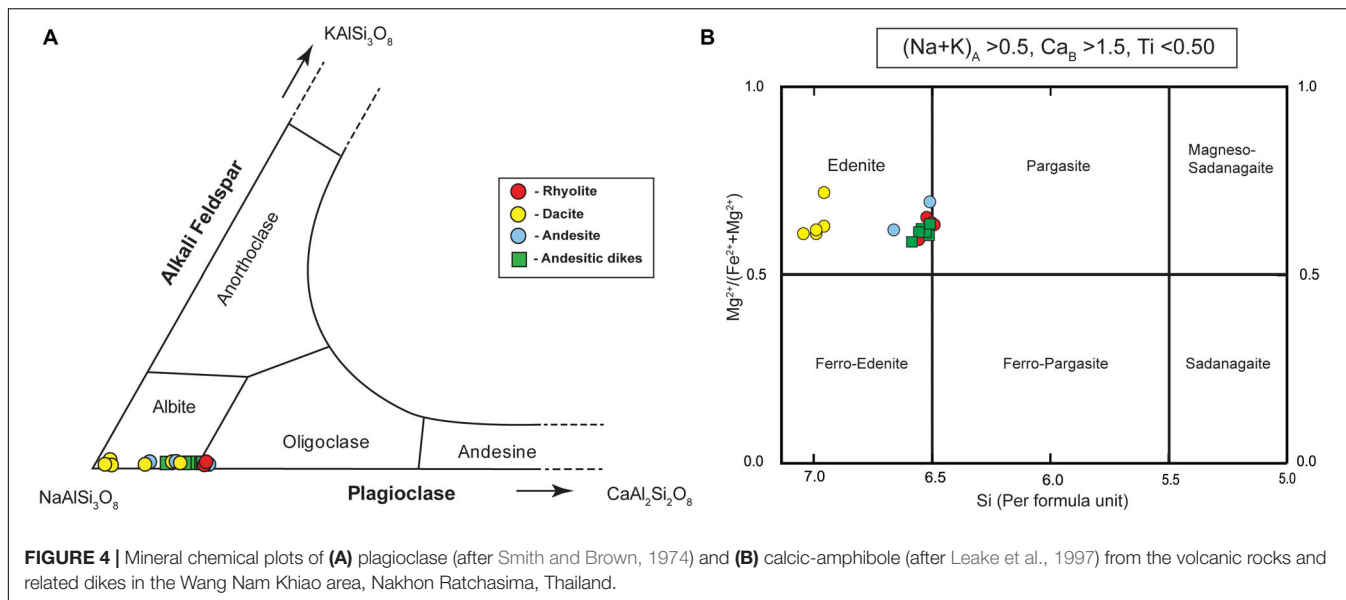 A
KAlSi₃O₈
Alkali Feldspar
Anorthoclase
Albite
Oligoclase
Andesine
NaAlSi₃O₈
Plagioclase
CaAl₂Si₂O₈
- Rhyolite
- Dacite
- Andesite
- Andesitic dikes
B
(Na+K)A >0.5, CaB >1.5, Ti <0.50
1.0
1.0
Edenite
Pargasite
Magneso-
Sadanagaite
Mg²⁺/(Fe²⁺+Mg²⁺)
0.5
0.5
Ferro-Edenite
Ferro-Pargasite
Sadanagaite
0.0
0.0
7.0
6.5
6.0
5.5
5.0
Si (Per formula unit)
FIGURE 4 | Mineral chemical plots of (A) plagioclase (after Smith and Brown, 1974) and (B) calcic-amphibole (after Leake et al., 1997) from the volcanic rocks and
related dikes in the Wang Nam Khiao area, Nakhon Ratchasima, Thailand.